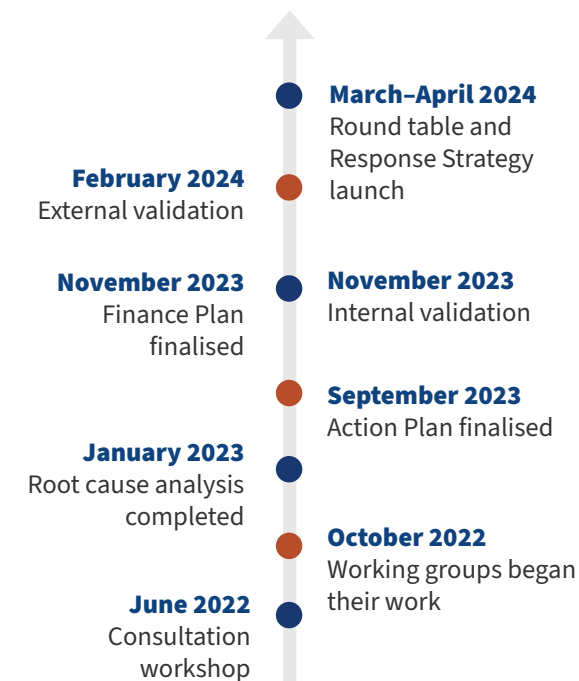 March–April 2024
Round table and
Response Strategy
launch
February 2024
External validation
November 2023
Finance Plan
finalised
November 2023
Internal validation
September 2023
Action Plan finalised
January 2023
Root cause analysis
completed
October 2022
Working groups began
their work
June 2022
Consultation
workshop